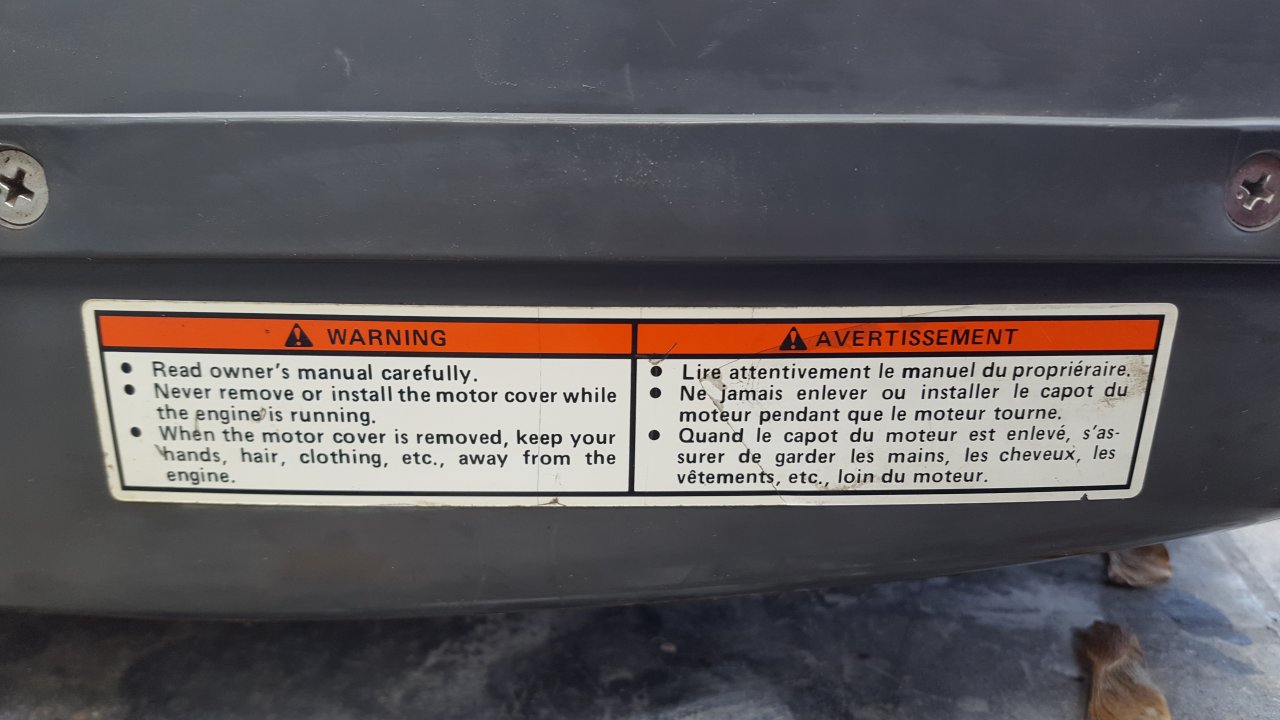 WARNING
• Read owner's manual carefully.
• Never remove or install the motor cover while
the engine is running.
• When the motor cover is removed, keep your
hands, hair, clothing, etc., away from the
engine.
AVERTISSEMENT
• Lire attentivement le manuel du propriéraire.
• Ne jamais enlever ou installer le capot du
moteur pendant que le moteur tourne.
• Quand le capot du moteur est enlevé, s'as-
surer de garder les mains, les cheveux, les
vêtements, etc., loin du moteur.